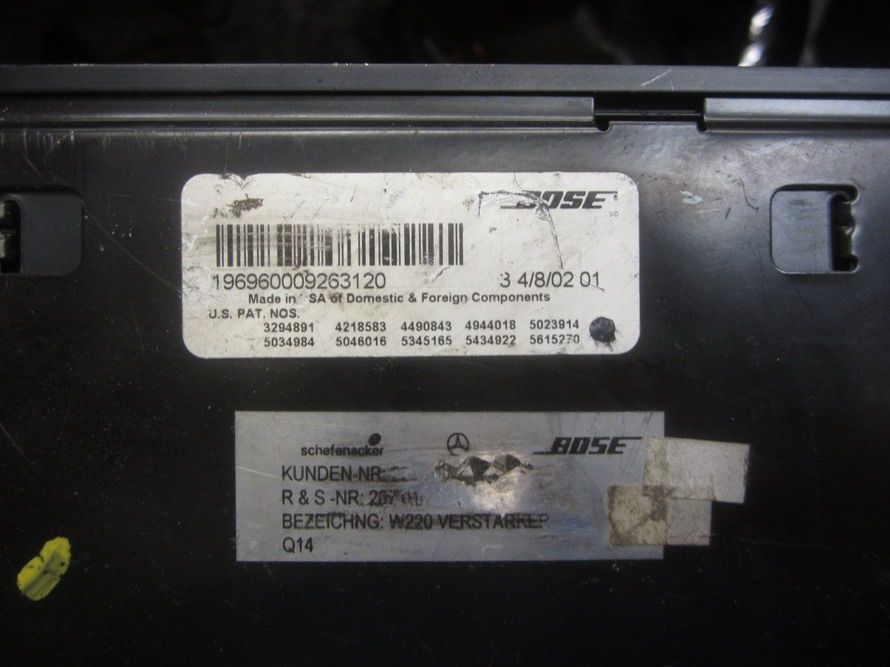 BOSE
196960009263120 3 4/8/02 01
Made in SA of Domestic & Foreign Components
U.S. PAT. NOS.
3294891 4218583 4490843 4944018 5023914
5034984 5046016 5345165 5434922 5615270
schefenacker BOSE
KUNDEN-NR:
R & S -NR:
BEZEICHNG: W220 VERSTARKER
Q14